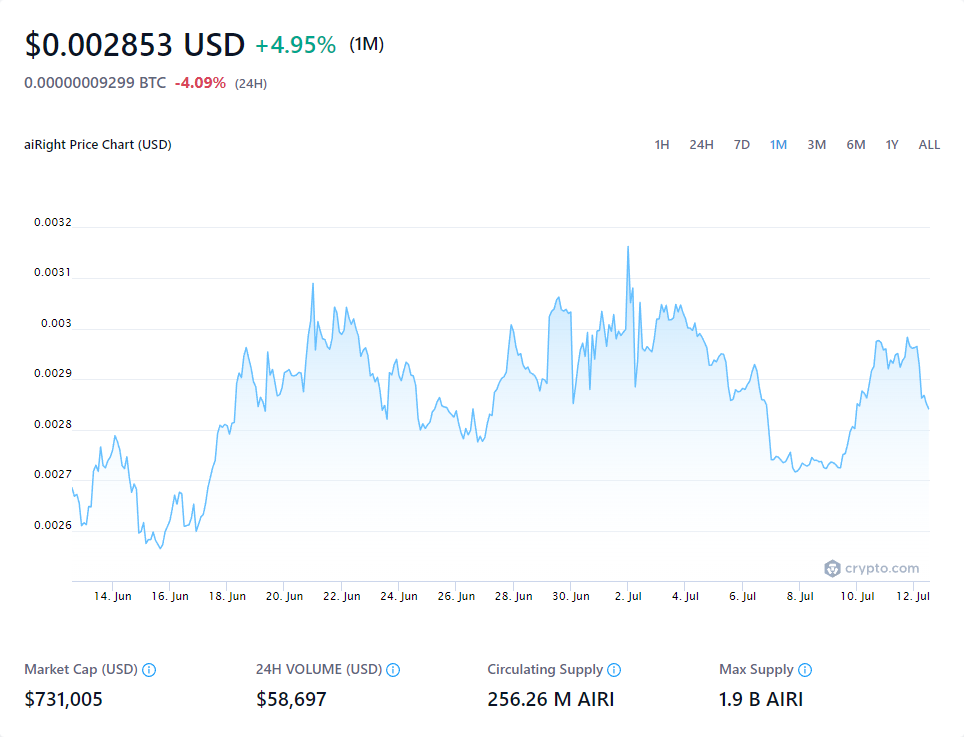 $0.002853 USD +4.95% (1M)
0.00000009299 BTC -4.09% (24H)
aiRight Price Chart (USD) 1H 24H 7D 1M 3M 6M 1Y ALL
0.0032
0.0031
0.003
0.0029
0.0028
0.0027
0.0026
crypto.com
14. Jun 16. Jun 18. Jun 20. Jun 22. Jun 24. Jun 26. Jun 28. Jun 30. Jun 2. Jul 4. Jul 6. Jul 8. Jul 10. Jul 12. Jul
Market Cap (USD) 24H VOLUME (USD) Circulating Supply Max Supply
$731,005 $58,697 256.26 M AIRI 1.9 B AIRI